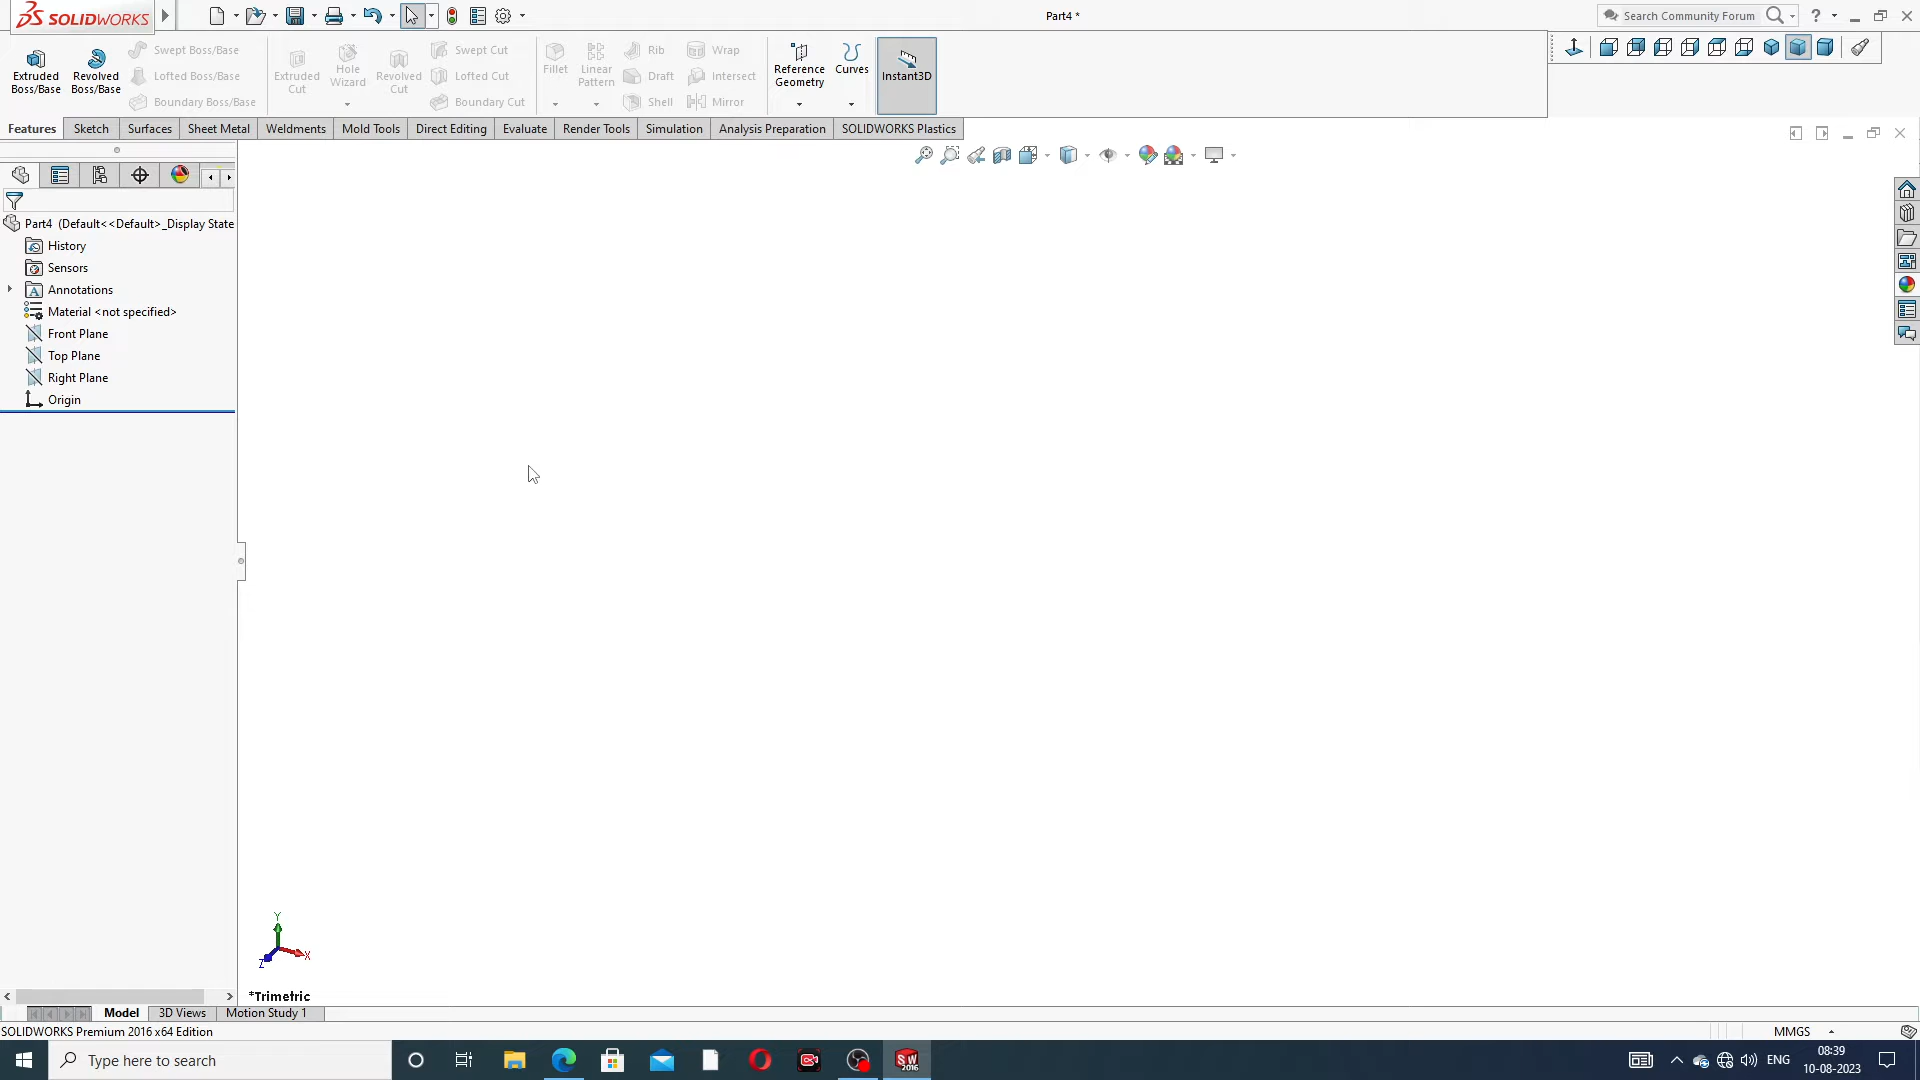 SOLIDWORKS
Part4 *
Search Community Forum
?
Extruded
Boss/Base
Revolved
Boss/Base
Swept Boss/Base
Lofted Boss/Base
Boundary Boss/Base
Extruded
Cut
Hole
Wizard
Revolved
Cut
Swept Cut
Lofted Cut
Boundary Cut
Fillet
Linear
Pattern
Rib
Draft
Shell
Wrap
Intersect
Mirror
Reference
Geometry
Curves
Instant3D
Features
Sketch
Surfaces
Sheet Metal
Weldments
Mold Tools
Direct Editing
Evaluate
Render Tools
Simulation
Analysis Preparation
SOLIDWORKS Plastics
Part4 (Default<<Default>_Display State
History
Sensors
Annotations
Material <not specified>
Front Plane
Top Plane
Right Plane
Origin
Y
X
Z
*Trimetric
Model
3D Views
Motion Study 1
SOLIDWORKS Premium 2016 x64 Edition
MMGS
Type here to search
SW
2016
ENG
08:39
10-08-2023